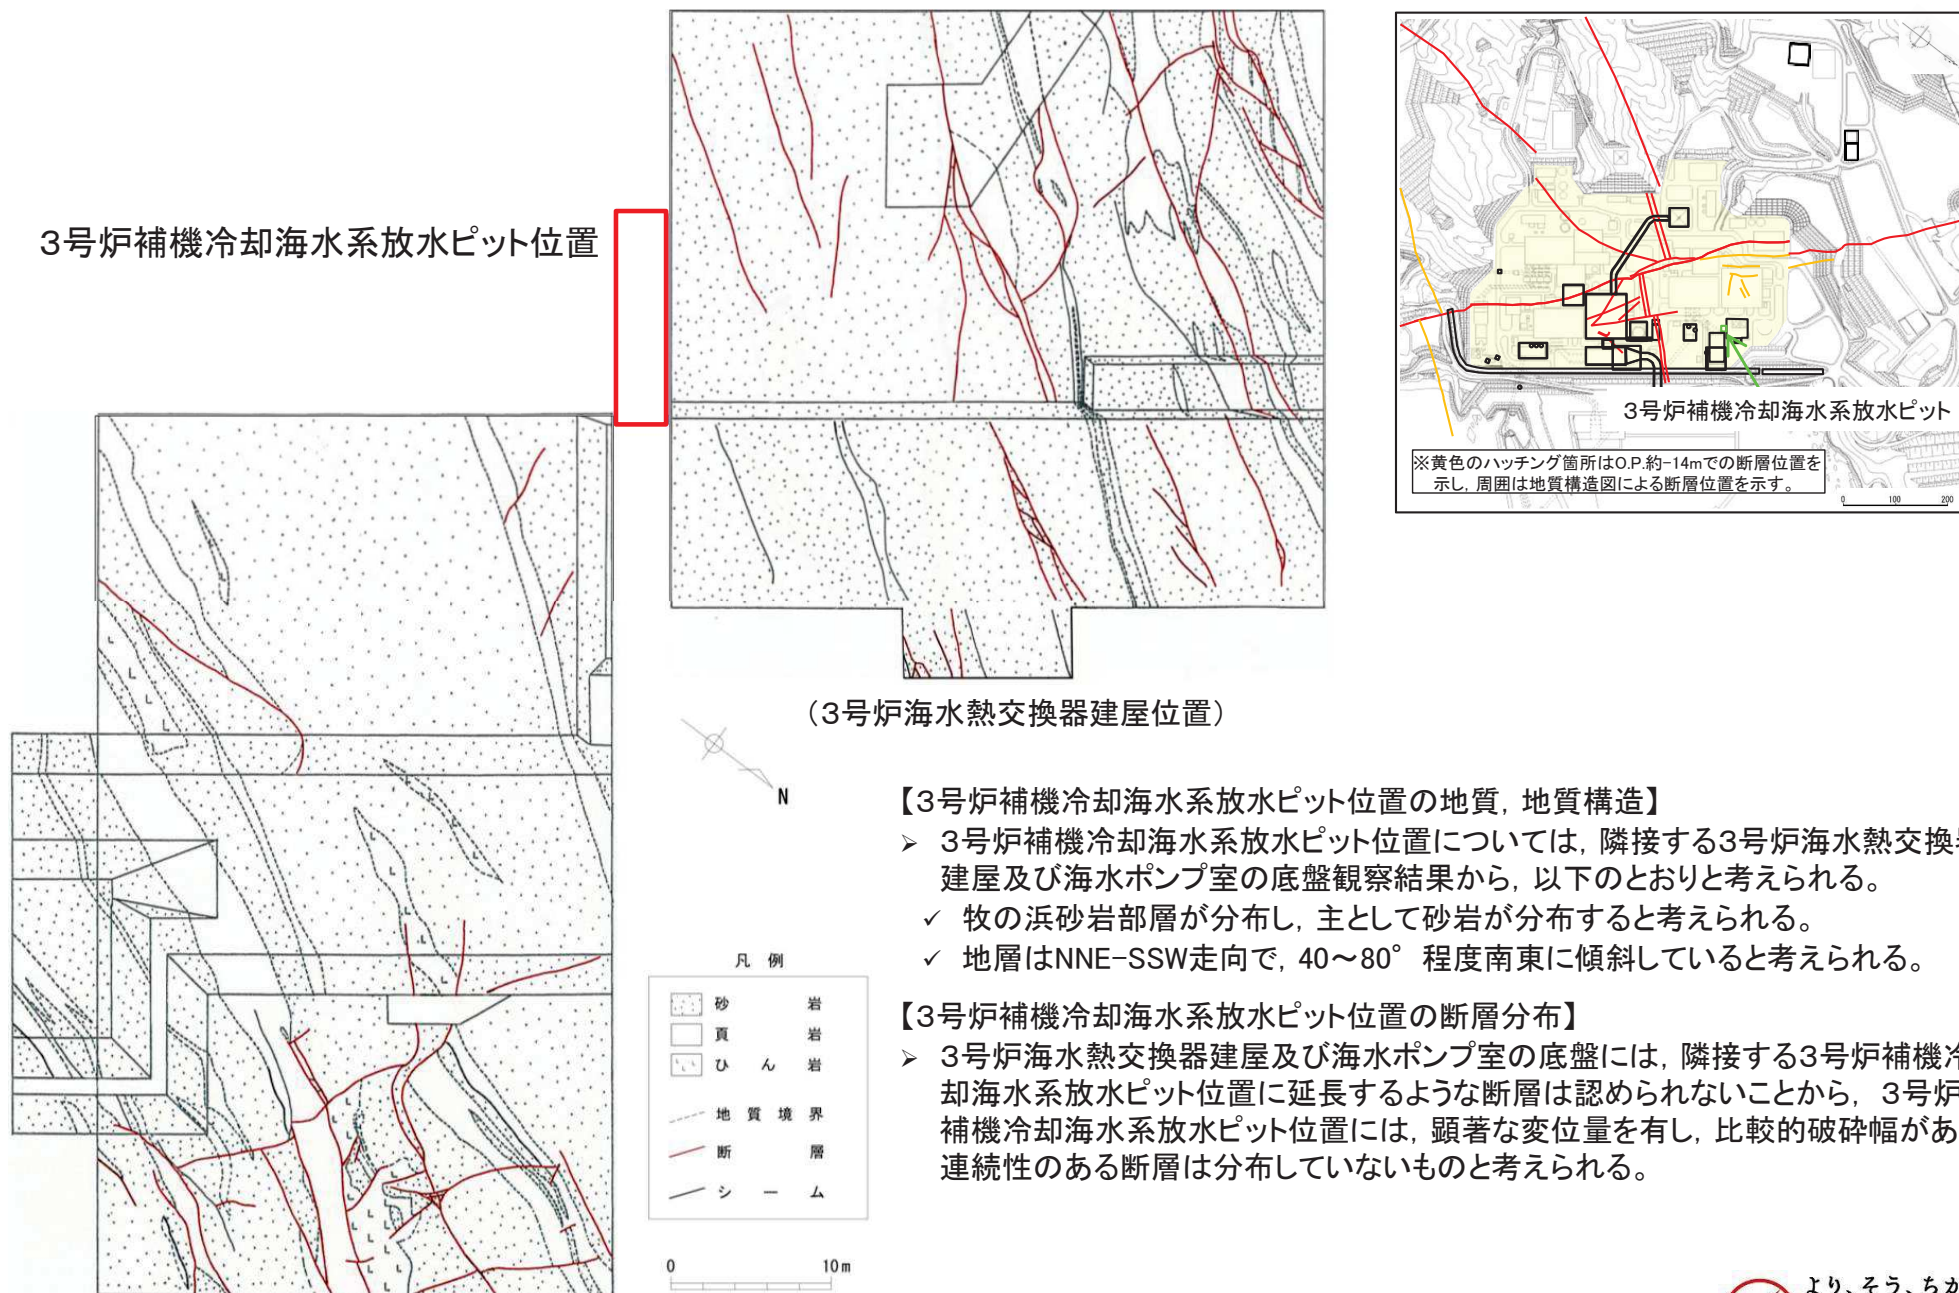 3号炉補機冷却海水系放水ピット位置
3号炉補機冷却海水系放水ピット
※黄色のハッチング箇所はO.P.約-14mでの断層位置を
示し，周囲は地質構造図による断層位置を示す。
0 100 200
(3号炉海水熱交換器建屋位置)
N
【3号炉補機冷却海水系放水ピット位置の地質，地質構造】
➢ 3号炉補機冷却海水系放水ピット位置については，隣接する3号炉海水熱交換器
建屋及び海水ポンプ室の底盤観察結果から，以下のとおりと考えられる。
✓ 牧の浜砂岩部層が分布し，主として砂岩が分布すると考えられる。
✓ 地層はNNE-SSW走向で，40～80° 程度南東に傾斜していると考えられる。
【3号炉補機冷却海水系放水ピット位置の断層分布】
➢ 3号炉海水熱交換器建屋及び海水ポンプ室の底盤には，隣接する3号炉補機冷
却海水系放水ピット位置に延長するような断層は認められないことから，3号炉
補機冷却海水系放水ピット位置には，顕著な変位量を有し，比較的破砕幅があ
連続性のある断層は分布していないものと考えられる。
凡例
砂岩
頁岩
ひん岩
地質境界
断層
シーム
0 10m
より、そう、ちか